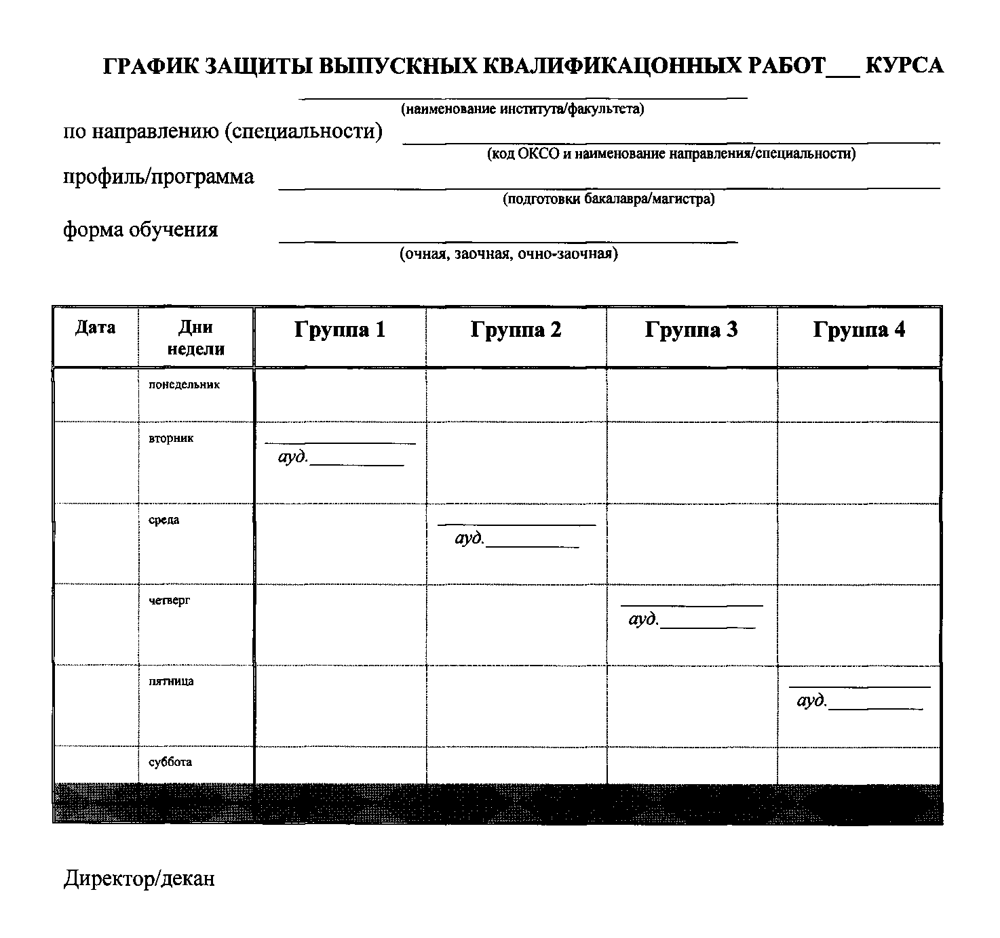 ГРАФИК ЗАЩИТЫ ВЫПУСКНЫХ КВАЛИФИКАЦОННЫХ РАБОТ___ КУРСА
(наименование института/факультета)
по направлению (специальности)
(код ОКСО и наименование направления/специальности)
профиль/программа
(подготовки бакалавра/магистра)
форма обучения
(очная, заочная, очно-заочная)
Дата Дни недели Группа 1 Группа 2 Группа 3 Группа 4
понедельник
вторник
ауд.
среда
ауд.
четверг
ауд.
пятница
ауд.
суббота
Директор/декан